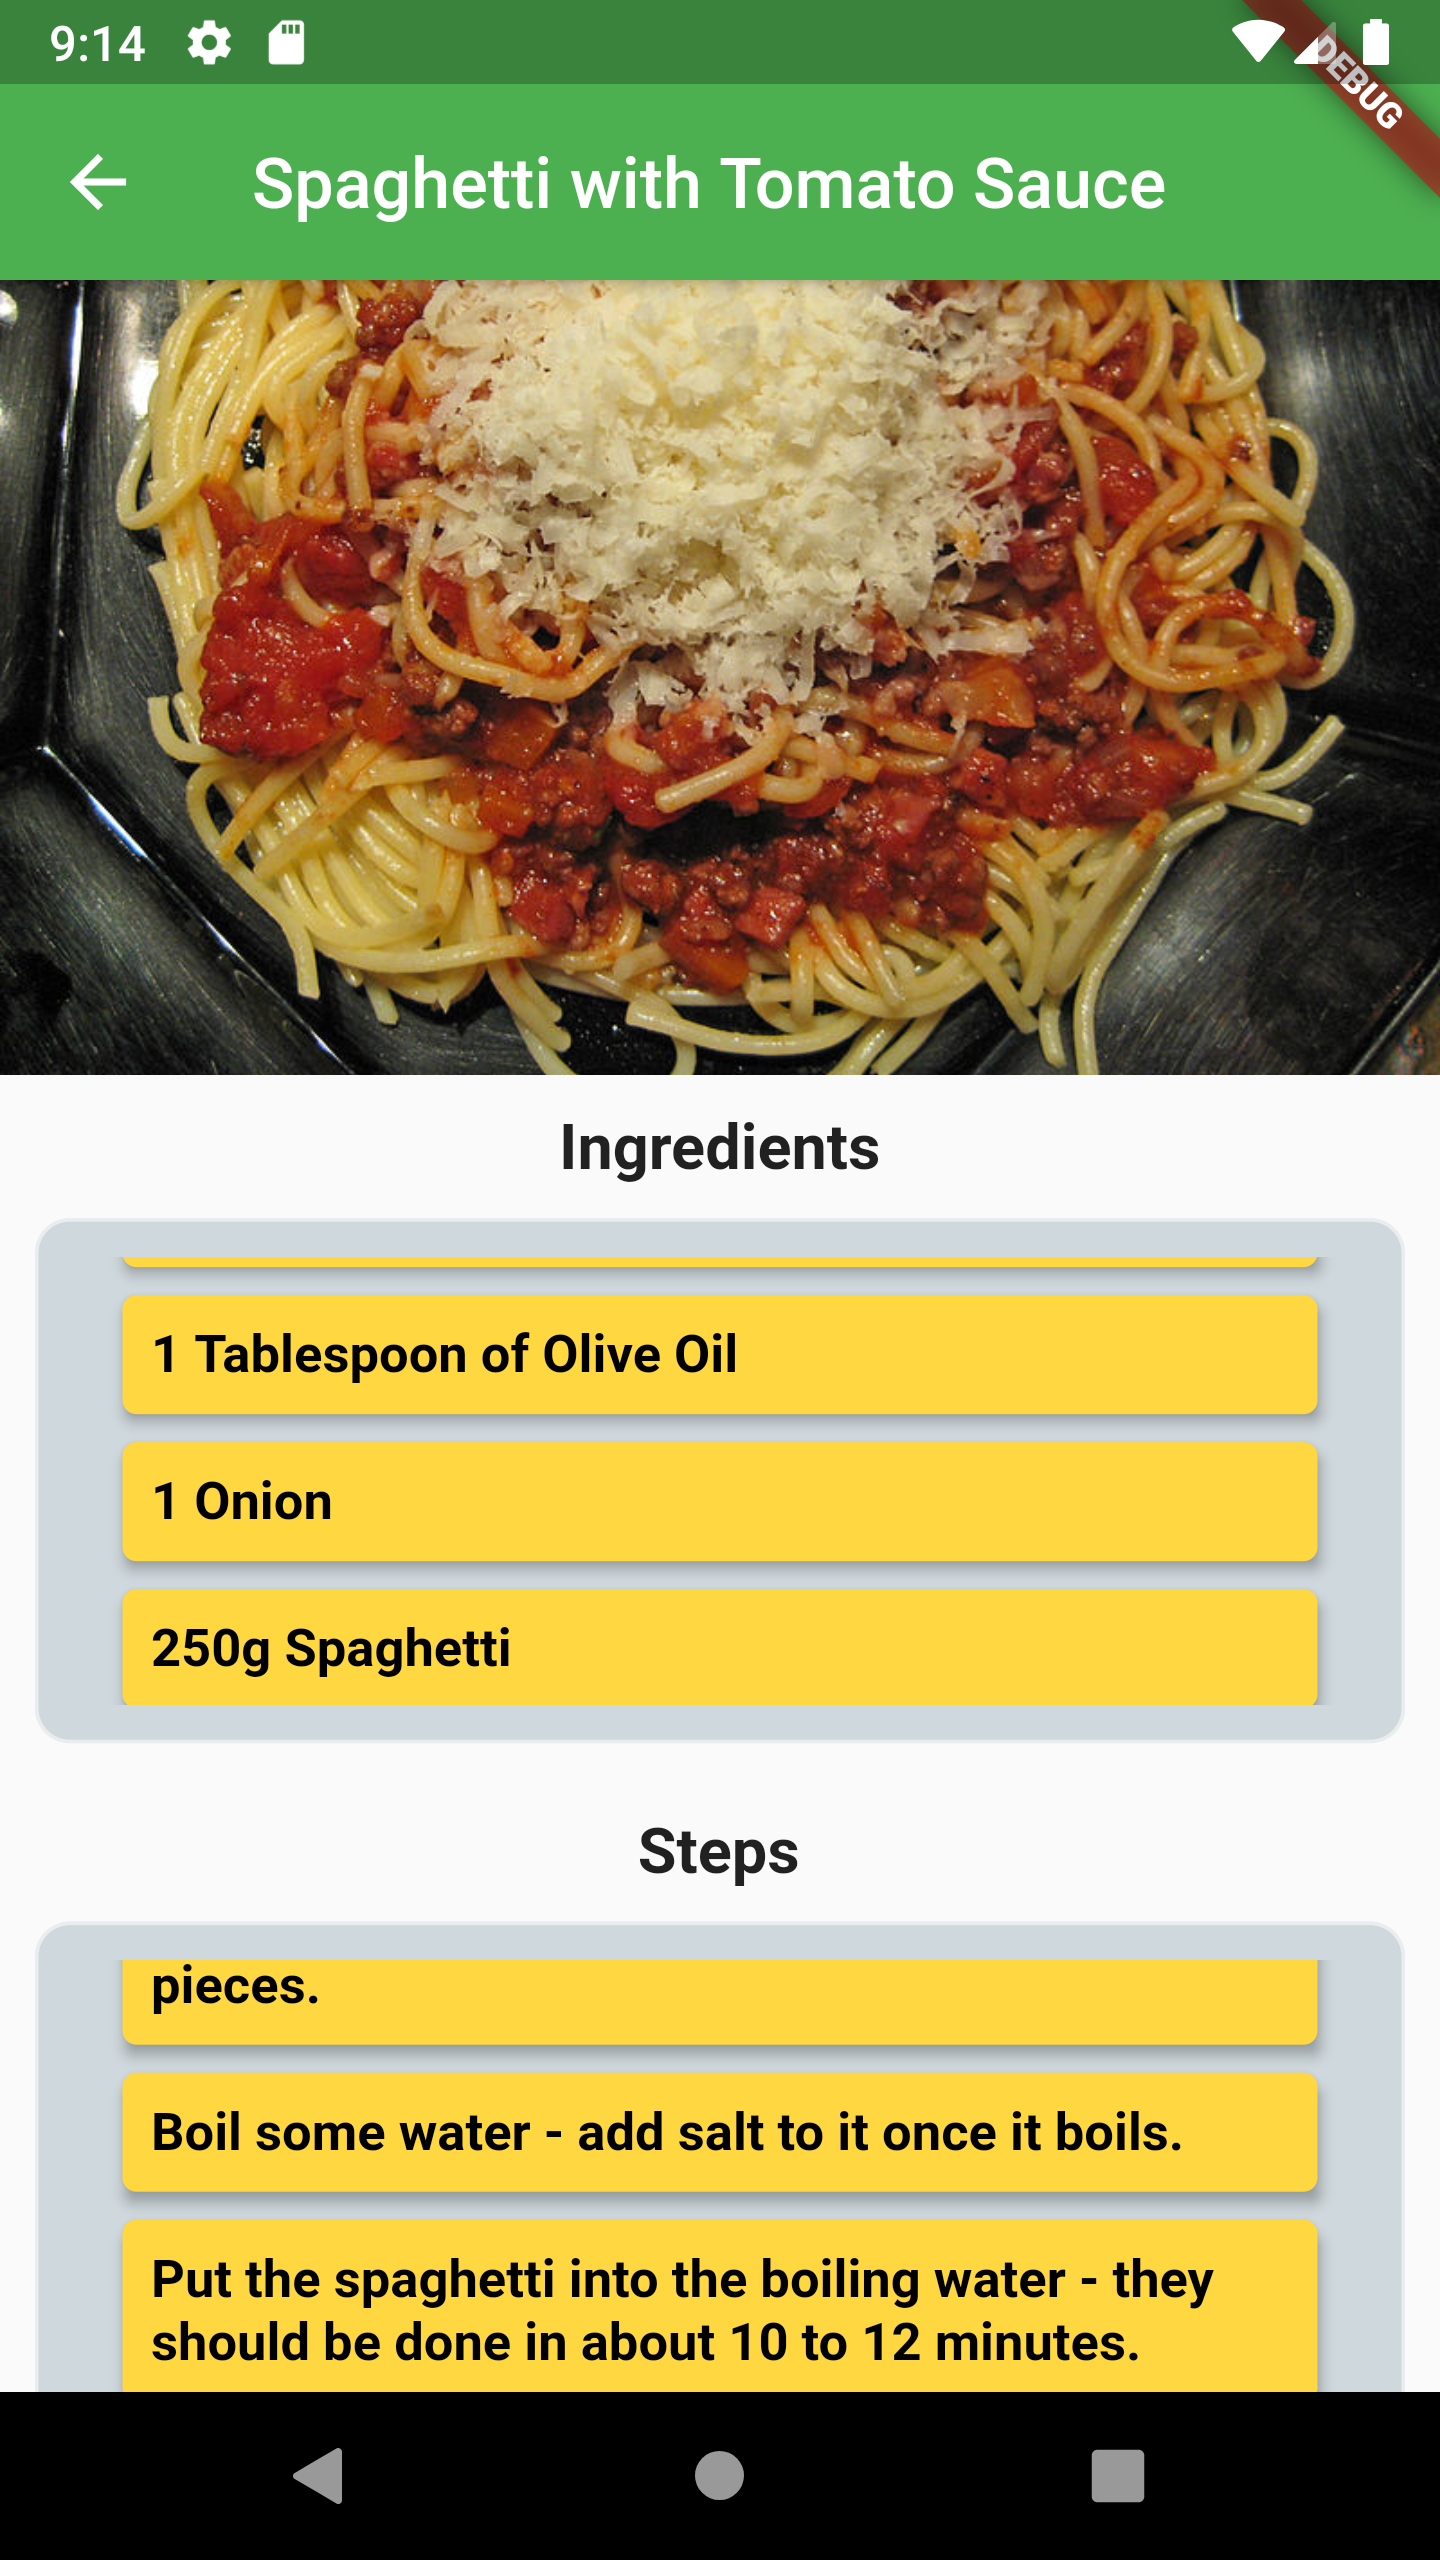 9:14
DEBUG
Spaghetti with Tomato Sauce
Ingredients
1 Tablespoon of Olive Oil
1 Onion
250g Spaghetti
Steps
pieces.
Boil some water - add salt to it once it boils.
Put the spaghetti into the boiling water - they
should be done in about 10 to 12 minutes.